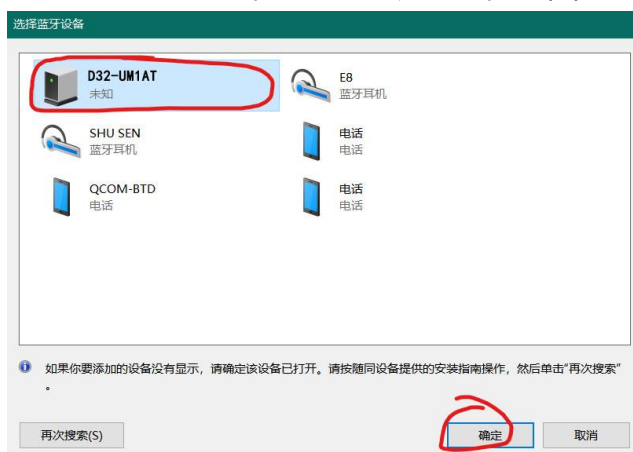 选择蓝牙设备
D32-UM1AT
未知
E8
蓝牙耳机
SHU SEN
蓝牙耳机
电话
电话
QCOM-BTD
电话
电话
电话
如果你要添加的设备没有显示，请确定该设备已打开。请按随同设备提供的安装指南操作，然后单击"再次搜索"
。
再次搜索(S)
确定
取消